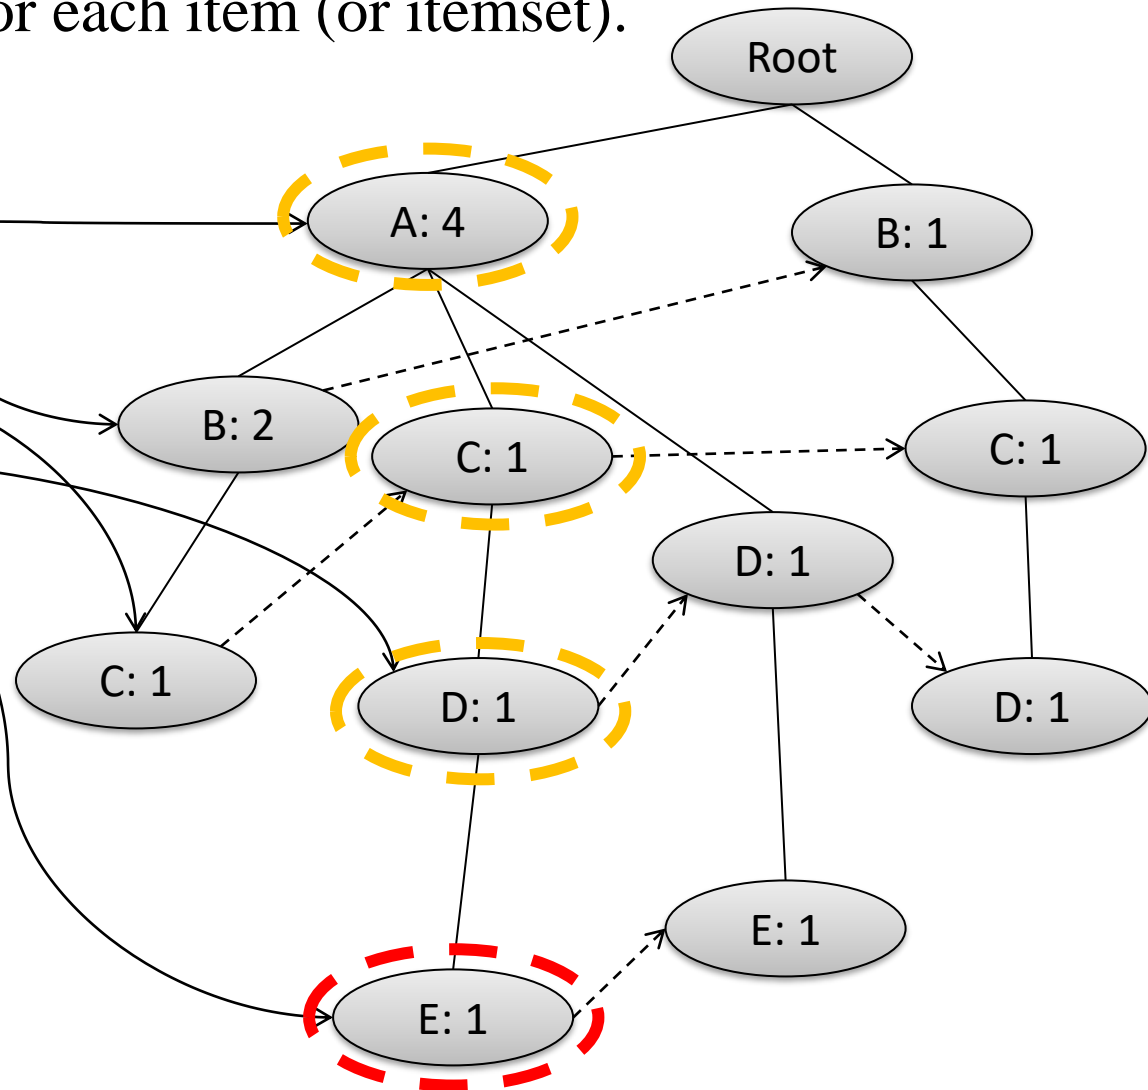 or each item (or itemset).
Root
A: 4
B: 1
B: 2
C: 1
C: 1
D: 1
C: 1
D: 1
D: 1
E: 1
E: 1